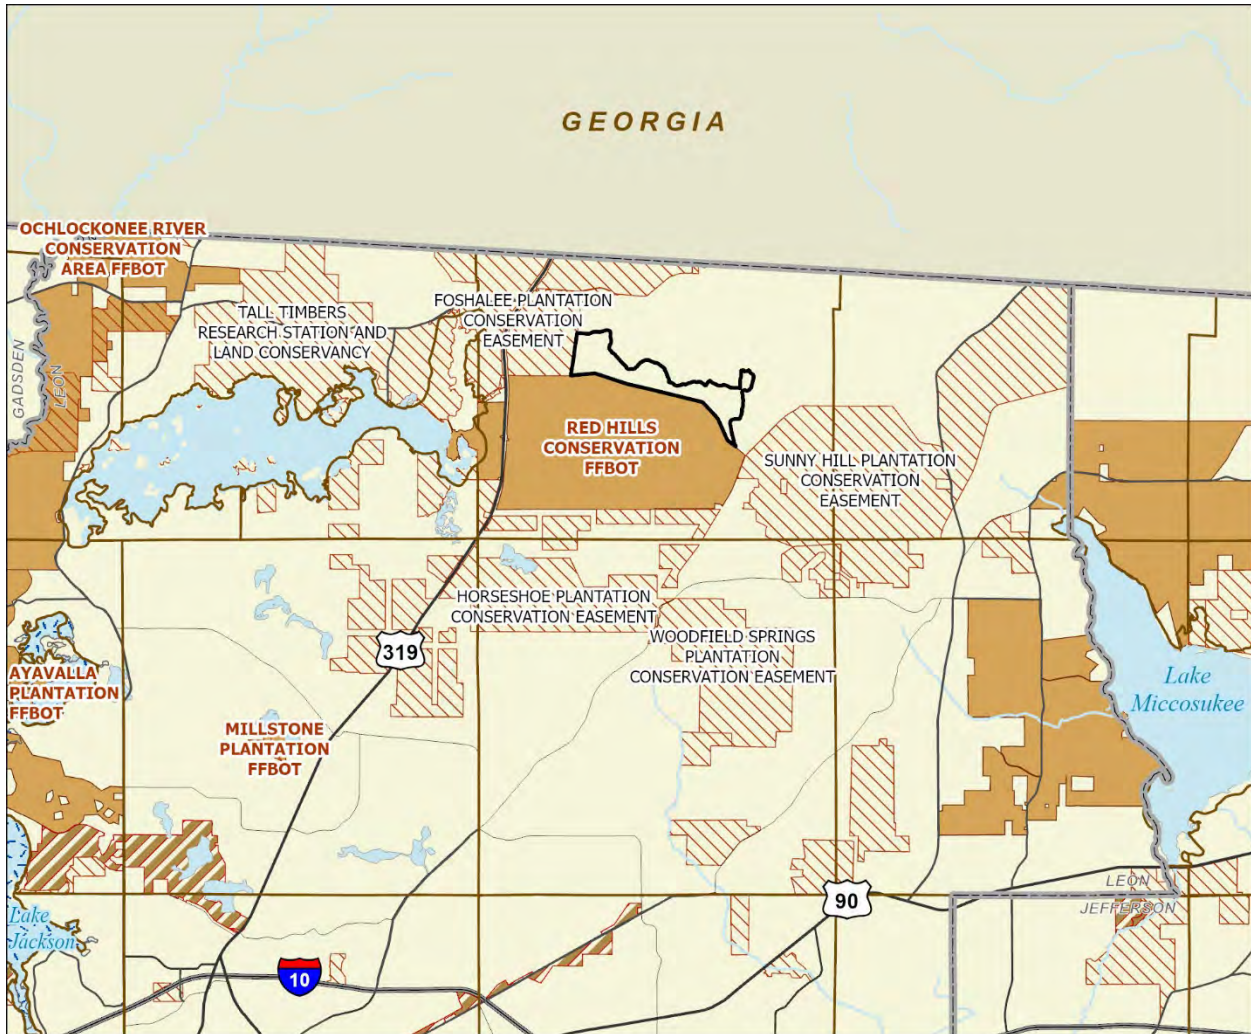 GEORGIA
OCHLOCKONEE RIVER
CONSERVATION
AREA FFBOT
TALL TIMBERS
RESEARCH STATION AND
LAND CONSERVANCY
FOSHALEE PLANTATION
CONSERVATION
EASEMENT
GADSDEN
LEON
RED HILLS
CONSERVATION
FFBOT
SUNNY HILL PLANTATION
CONSERVATION
EASEMENT
HORSESHOE PLANTATION
CONSERVATION EASEMENT
WOODFIELD SPRINGS
PLANTATION
CONSERVATION EASEMENT
319
AYAVALLA
PLANTATION
FFBOT
MILLSTONE
PLANTATION
FFBOT
Lake
Miccosukee
LEON
JEFFERSON
90
Lake
Jackson
10